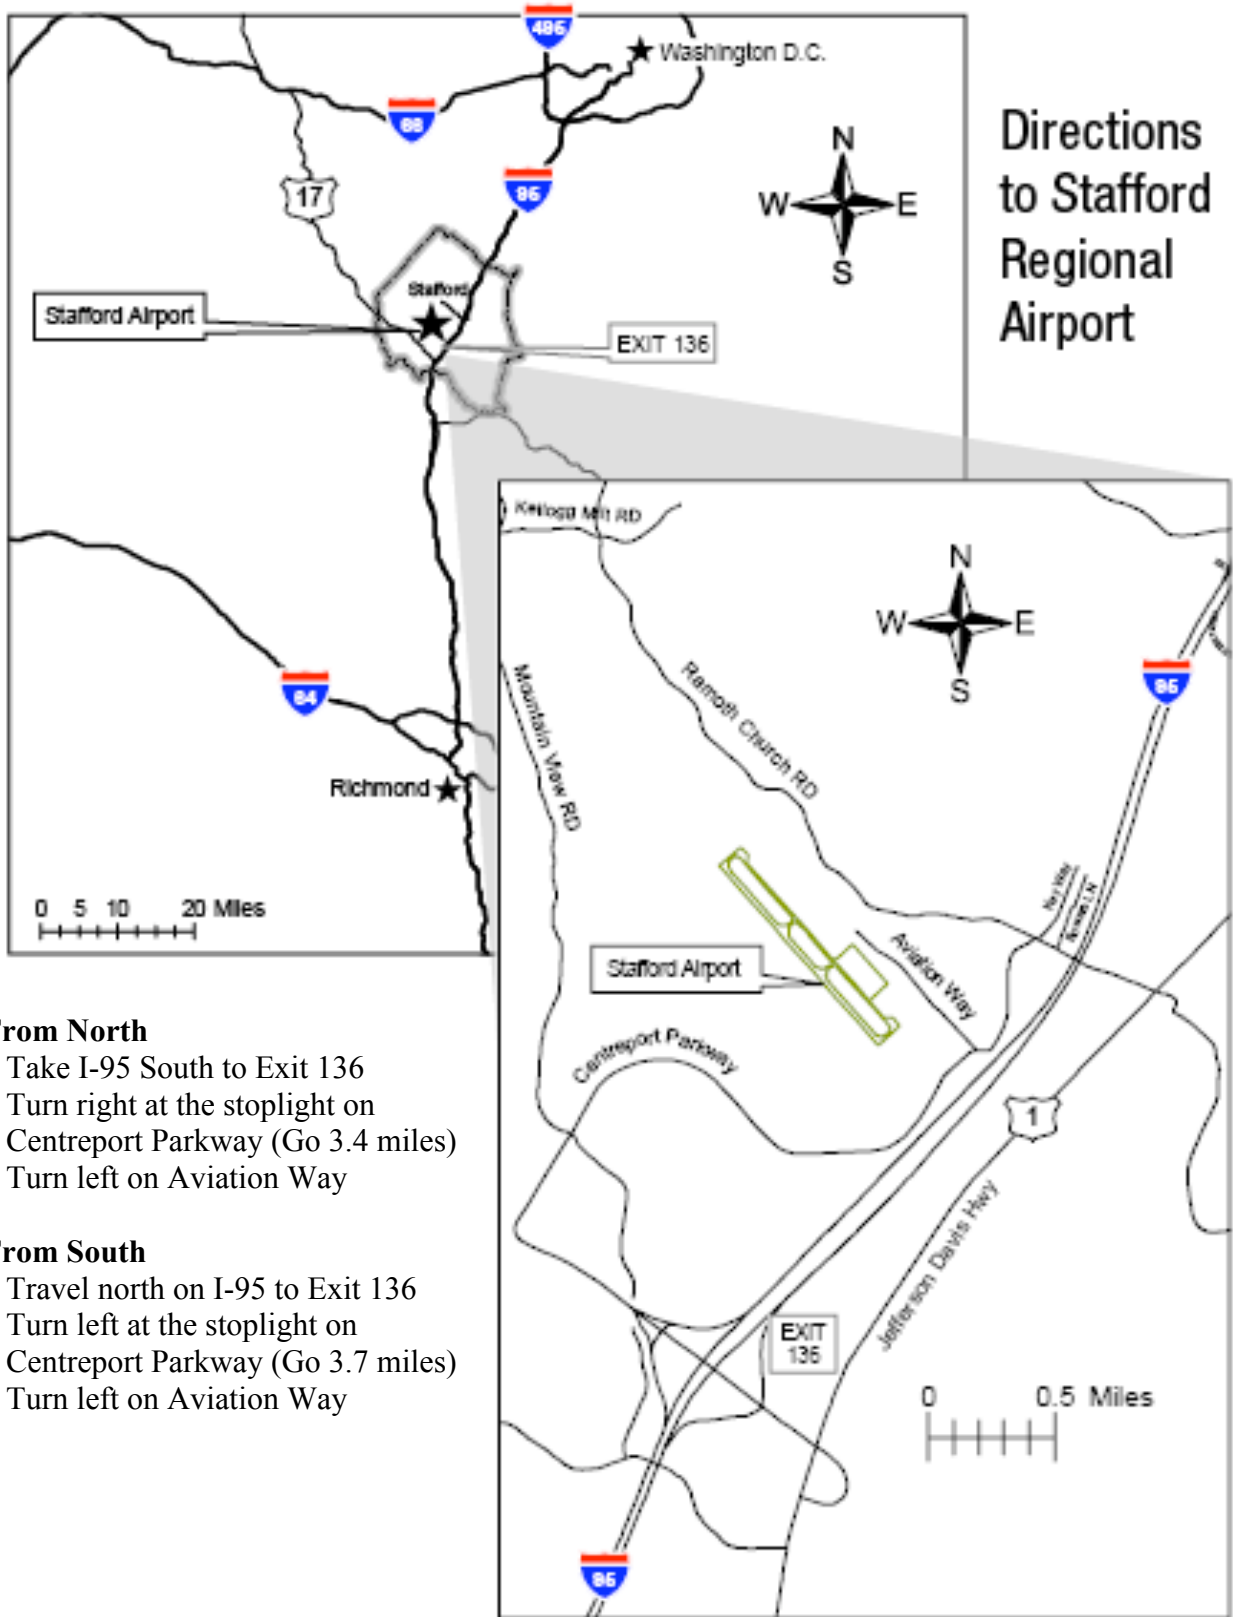 495
Washington D.C.
Directions
to Stafford
Regional
Airport
66
N
W E
S
17
95
Stafford
Stafford Airport
EXIT 136
Kellogg Mill RD
N
W E
S
Mountain View RD
Ramoth Church RD
95
64
Richmond
0 5 10 20 Miles
Stafford Airport
Aviation Way
Centreport Parkway
1
Jefferson Davis Hwy
EXIT
136
0 0.5 Miles
95
From North
Take I-95 South to Exit 136
Turn right at the stoplight on
Centreport Parkway (Go 3.4 miles)
Turn left on Aviation Way
From South
Travel north on I-95 to Exit 136
Turn left at the stoplight on
Centreport Parkway (Go 3.7 miles)
Turn left on Aviation Way